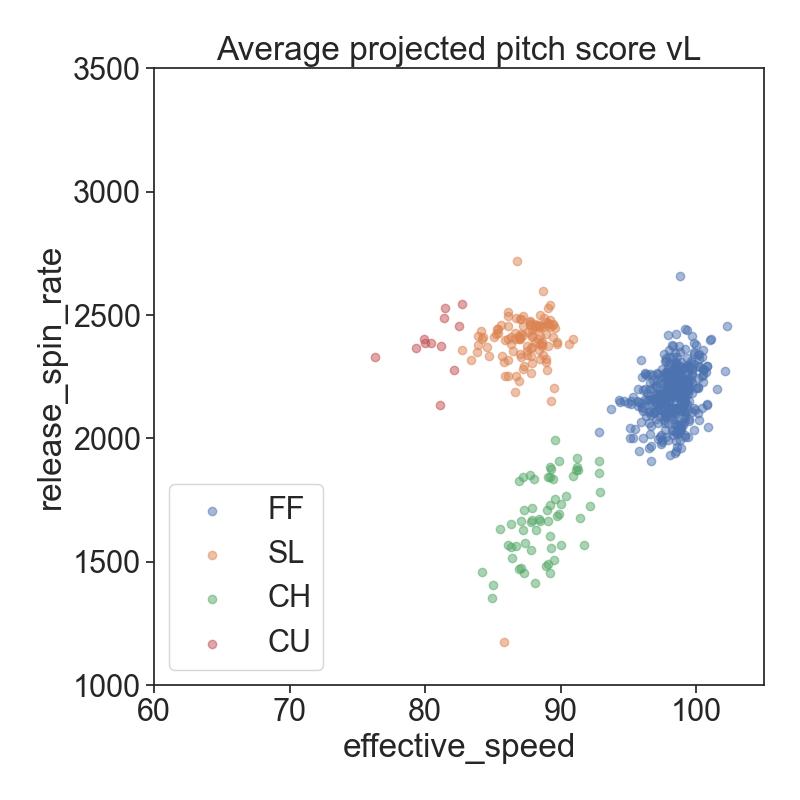 Average projected pitch score vL
release_spin_rate
3500
3000
2500
2000
1500
1000
FF
SL
CH
CU
60 70 80 90 100
effective_speed